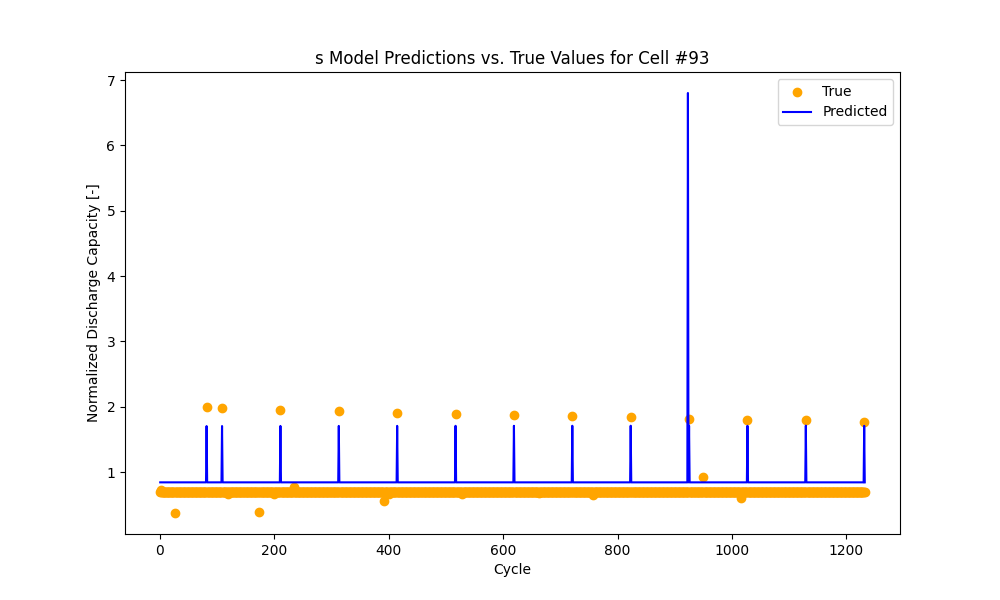 s Model Predictions vs. True Values for Cell #93
True
Predicted
Normalized Discharge Capacity [-]
7
6
5
4
3
2
1
0
200
400
600
800
1000
1200
Cycle